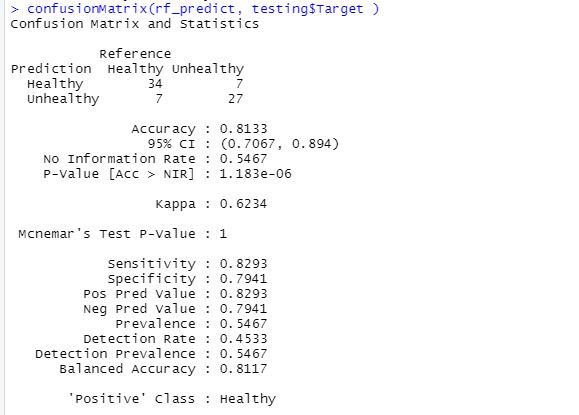 > confusionMatrix(rf_predict, testing$Target )
Confusion Matrix and Statistics
Reference
Prediction Healthy Unhealthy
Healthy 34 7
Unhealthy 7 27
Accuracy : 0.8133
95% CI : (0.7067, 0.894)
No Information Rate : 0.5467
P-Value [Acc > NIR] : 1.183e-06
Kappa : 0.6234
Mcnemar's Test P-Value : 1
Sensitivity : 0.8293
Specificity : 0.7941
Pos Pred Value : 0.8293
Neg Pred Value : 0.7941
Prevalence : 0.5467
Detection Rate : 0.4533
Detection Prevalence : 0.5467
Balanced Accuracy : 0.8117
'Positive' Class : Healthy